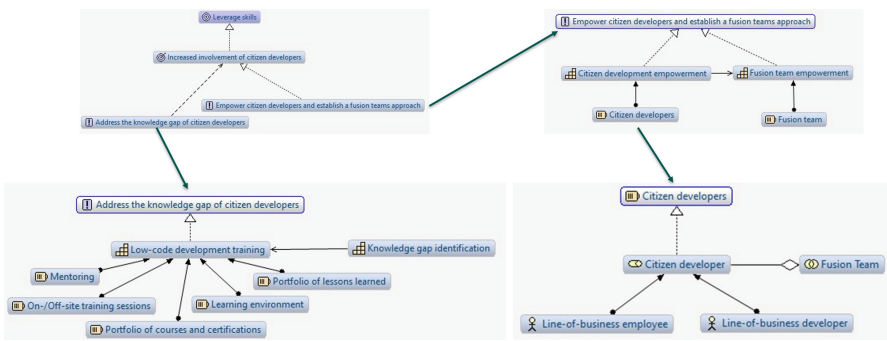 Leverage skills
Increased involvement of citizen developers
Empower citizen developers and establish a fusion teams approach
Address the knowledge gap of citizen developers
Empower citizen developers and establish a fusion teams approach
Citizen development empowerment
Fusion team empowerment
Citizen developers
Fusion team
Address the knowledge gap of citizen developers
Low-code development training
Knowledge gap identification
Mentoring
Portfolio of lessons learned
On-/Off-site training sessions
Learning environment
Portfolio of courses and certifications
Citizen developers
Citizen developer
Fusion Team
Line-of-business employee
Line-of-business developer